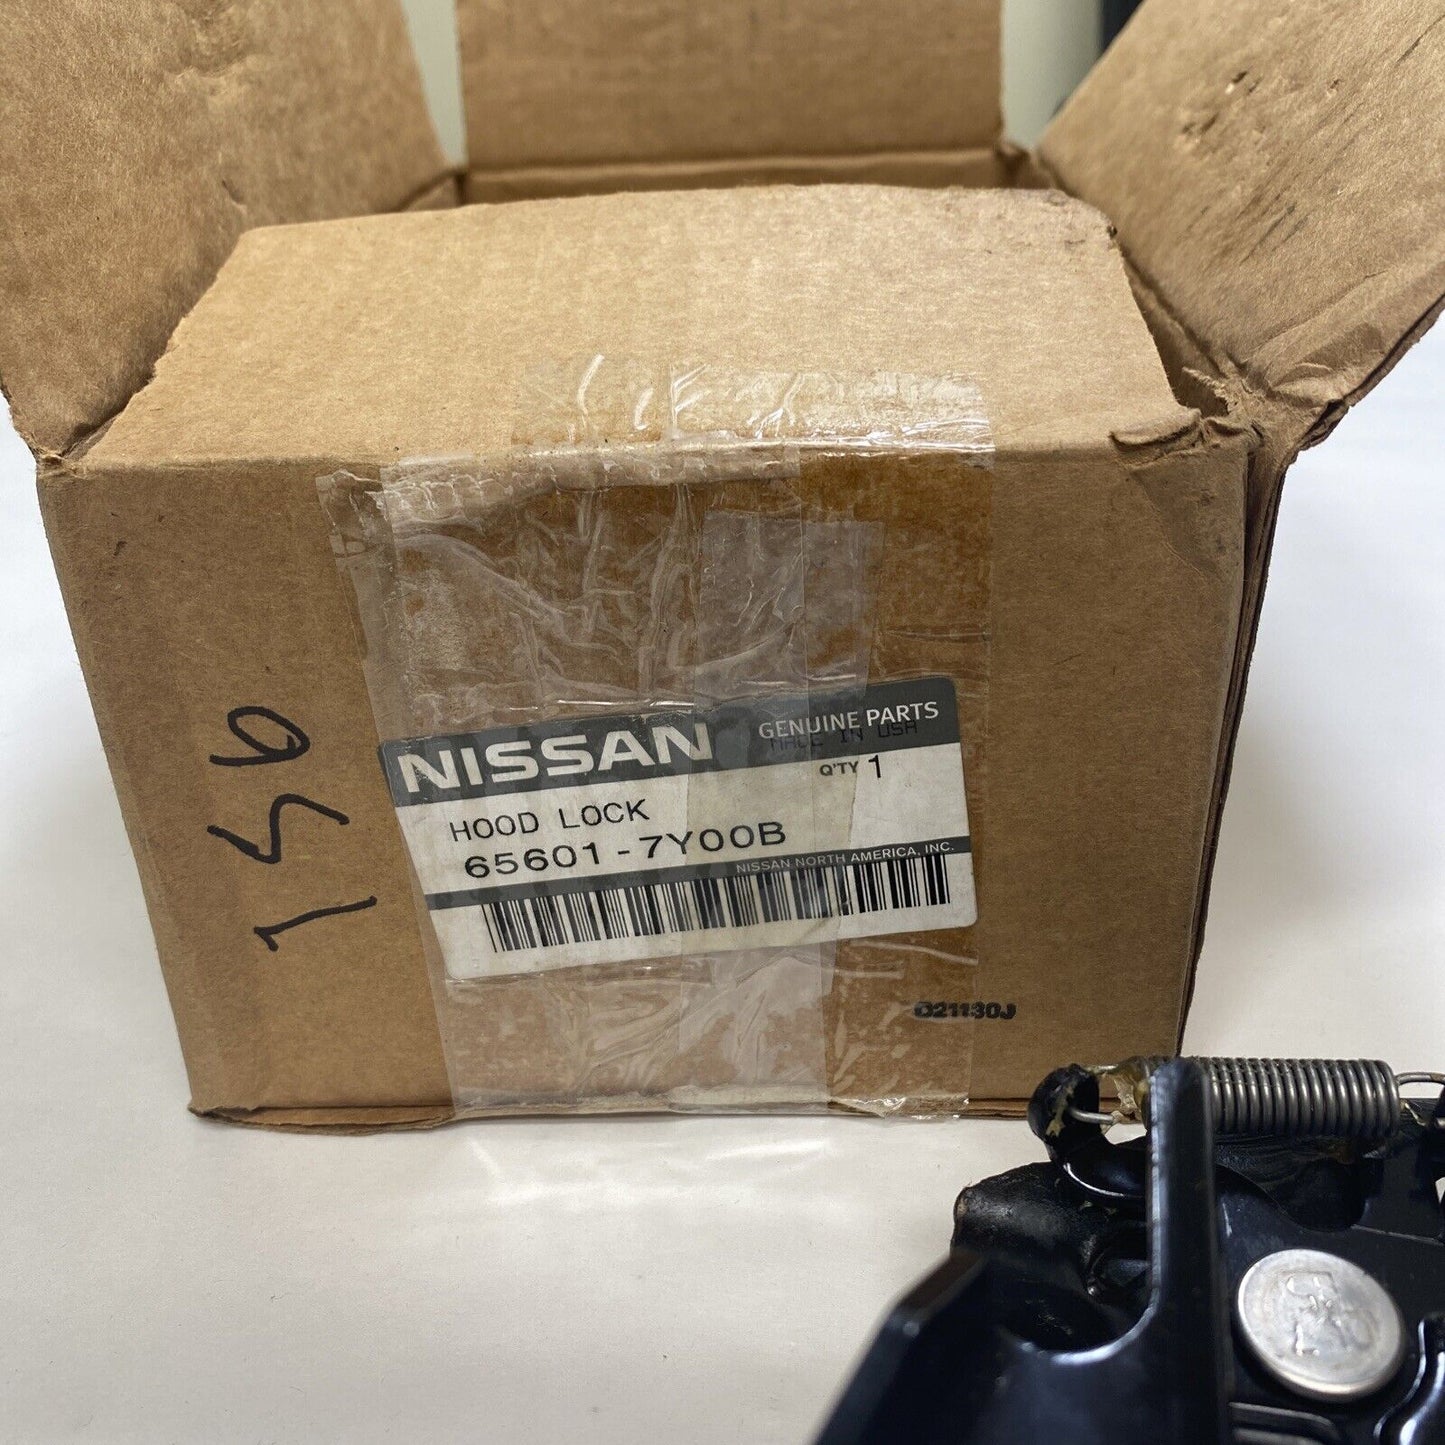 NISSAN GENUINE PARTS
MADE IN USA
Q'TY 1
HOOD LOCK
65601-7Y00B
NISSAN NORTH AMERICA, INC.
021130J
156